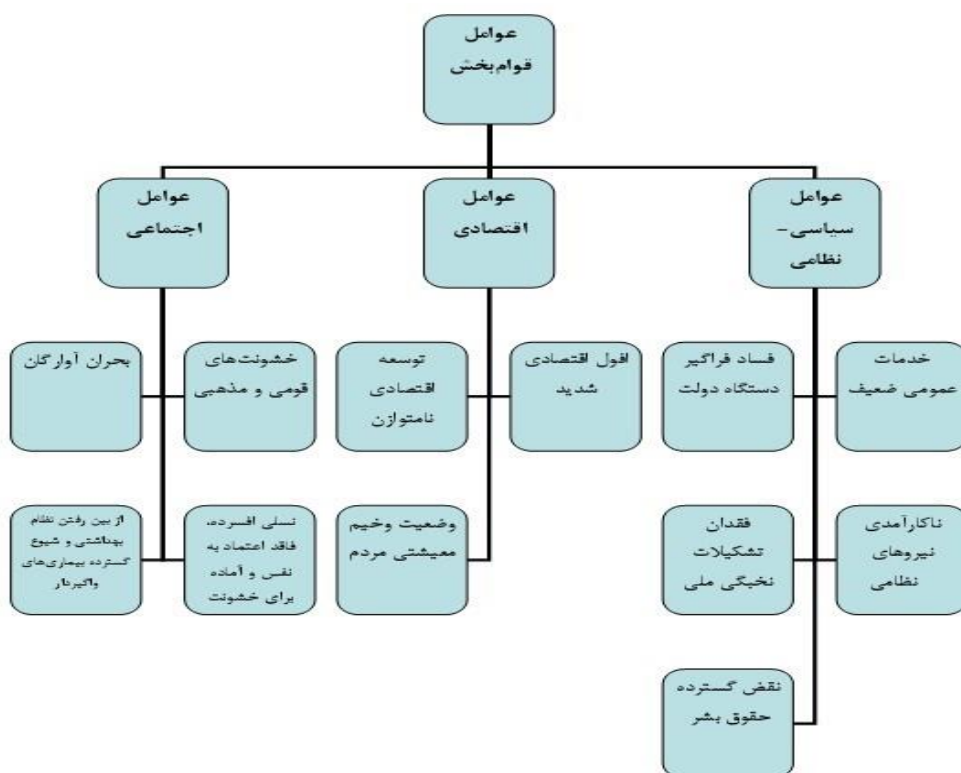 عوامل
قوام‌بخش
عوامل
سیاسی-
نظامی
عوامل
اقتصادی
عوامل
اجتماعی
خدمات
عمومی ضعیف
فساد فراگیر
دستگاه دولت
افول اقتصادی
شدید
توسعه
اقتصادی
نامتوازن
خشونت‌های
قومی و مذهبی
بحران آوارگان
ناکارآمدی
نیروهای
نظامی
فقدان
تشکیلات
نخبگی ملی
وضعیت وخیم
معیشتی مردم
نسلی افسرده،
فاقد اعتماد به
نفس و آماده
برای خشونت
از بین رفتن نظام
بهداشتی و شیوع
گسترده بیماری‌های
واگیردار
نقض گسترده
حقوق بشر